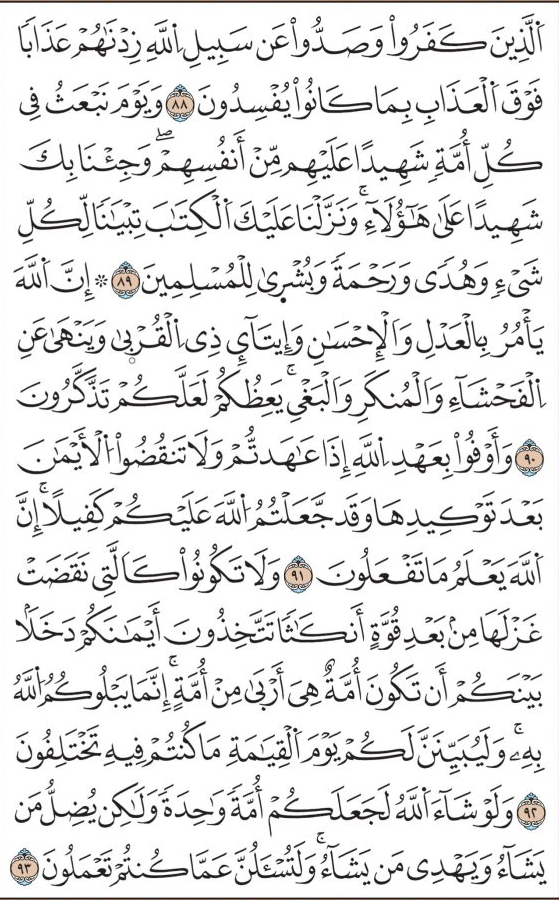 ٱلَّذِينَ كَفَرُوا۟ وَصَدُّوا۟ عَن سَبِيلِ ٱللَّهِ زِدْنَٰهُمْ عَذَابًا
فَوْقَ ٱلْعَذَابِ بِمَا كَانُوا۟ يُفْسِدُونَ ٨٨ وَيَوْمَ نَبْعَثُ فِى
كُلِّ أُمَّةٍ شَهِيدًا عَلَيْهِم مِّنْ أَنفُسِهِمْ ۖ وَجِئْنَا بِكَ
شَهِيدًا عَلَىٰ هَٰٓؤُلَآءِ ۚ وَنَزَّلْنَا عَلَيْكَ ٱلْكِتَٰبَ تِبْيَٰنًا لِّكُلِّ
شَىْءٍ وَهُدًى وَرَحْمَةً وَبُشْرَىٰ لِلْمُسْلِمِينَ ٨٩ ۞ إِنَّ ٱللَّهَ
يَأْمُرُ بِٱلْعَدْلِ وَٱلْإِحْسَٰنِ وَإِيتَآئِ ذِى ٱلْقُرْبَىٰ وَيَنْهَىٰ عَنِ
ٱلْفَحْشَآءِ وَٱلْمُنكَرِ وَٱلْبَغْىِ ۚ يَعِظُكُمْ لَعَلَّكُمْ تَذَّكَّرُونَ
٩٠ وَأَوْفُوا۟ بِعَهْدِ ٱللَّهِ إِذَا عَٰهَدتُّمْ وَلَا تَنقُضُوا۟ ٱلْأَيْمَٰنَ
بَعْدَ تَوْكِيدِهَا وَقَد جَّعَلْتُمُ ٱللَّهَ عَلَيْكُمْ كَفِيلًا ۚ إِنَّ
ٱللَّهَ يَعْلَمُ مَا تَفْعَلُونَ ٩١ وَلَا تَكُونُوا۟ كَٱلَّتِى نَقَضَتْ
غَزْلَهَا مِنۢ بَعْدِ قُوَّةٍ أَنكَٰثًا تَتَّخِذُونَ أَيْمَٰنَكُمْ دَخَلًۢا
بَيْنَكُمْ أَن تَكُونَ أُمَّةٌ هِىَ أَرْبَىٰ مِنْ أُمَّةٍ ۚ إِنَّمَا يَبْلُوكُمُ ٱللَّهُ
بِهِۦ ۚ وَلَيُبَيِّنَنَّ لَكُمْ يَوْمَ ٱلْقِيَٰمَةِ مَا كُنتُمْ فِيهِ تَخْتَلِفُونَ
٩٢ وَلَوْ شَآءَ ٱللَّهُ لَجَعَلَكُمْ أُمَّةً وَٰحِدَةً وَلَٰكِن يُضِلُّ مَن
يَشَآءُ وَيَهْدِى مَن يَشَآءُ ۚ وَلَتُسْـَٔلُنَّ عَمَّا كُنتُمْ تَعْمَلُونَ ٩٣